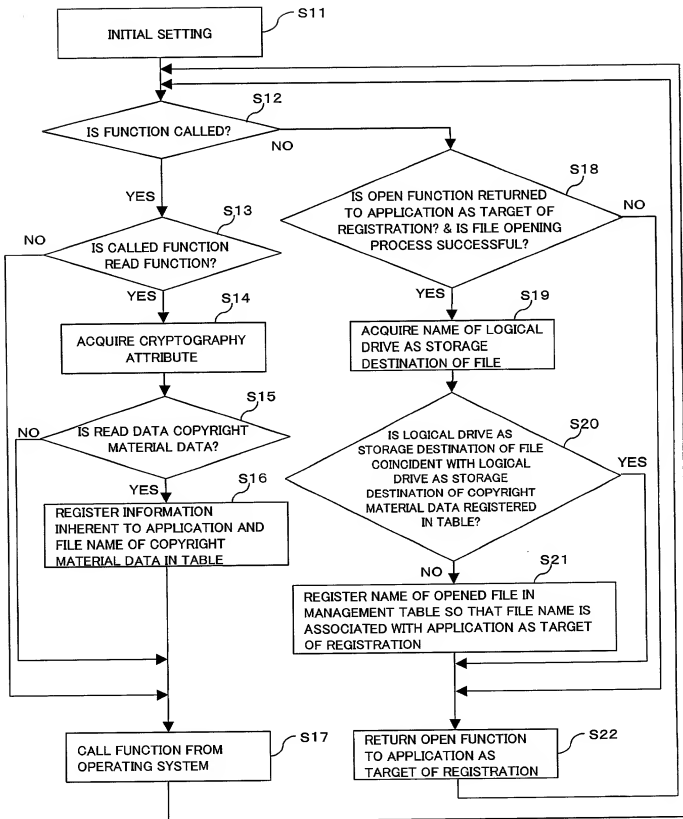 S11
INITIAL SETTING
S12
IS FUNCTION CALLED?
NO
YES
S13
NO
IS CALLED FUNCTION
READ FUNCTION?
YES
S14
ACQUIRE CRYPTOGRAPHY
ATTRIBUTE
S15
NO
IS READ DATA COPYRIGHT
MATERIAL DATA?
YES
S16
REGISTER INFORMATION
INHERENT TO APPLICATION AND
FILE NAME OF COPYRIGHT
MATERIAL DATA IN TABLE
S17
CALL FUNCTION FROM
OPERATING SYSTEM
S18
NO
IS OPEN FUNCTION RETURNED
TO APPLICATION AS TARGET OF
REGISTRATION? & IS FILE OPENING
PROCESS SUCCESSFUL?
YES
S19
ACQUIRE NAME OF LOGICAL
DRIVE AS STORAGE
DESTINATION OF FILE
S20
IS LOGICAL DRIVE AS
STORAGE DESTINATION OF FILE
COINCIDENT WITH LOGICAL
DRIVE AS STORAGE
DESTINATION OF COPYRIGHT
MATERIAL DATA REGISTERED
IN TABLE?
YES
NO
S21
REGISTER NAME OF OPENED FILE IN
MANAGEMENT TABLE SO THAT FILE NAME IS
ASSOCIATED WITH APPLICATION AS TARGET
OF REGISTRATION
S22
RETURN OPEN FUNCTION
TO APPLICATION AS
TARGET OF REGISTRATION